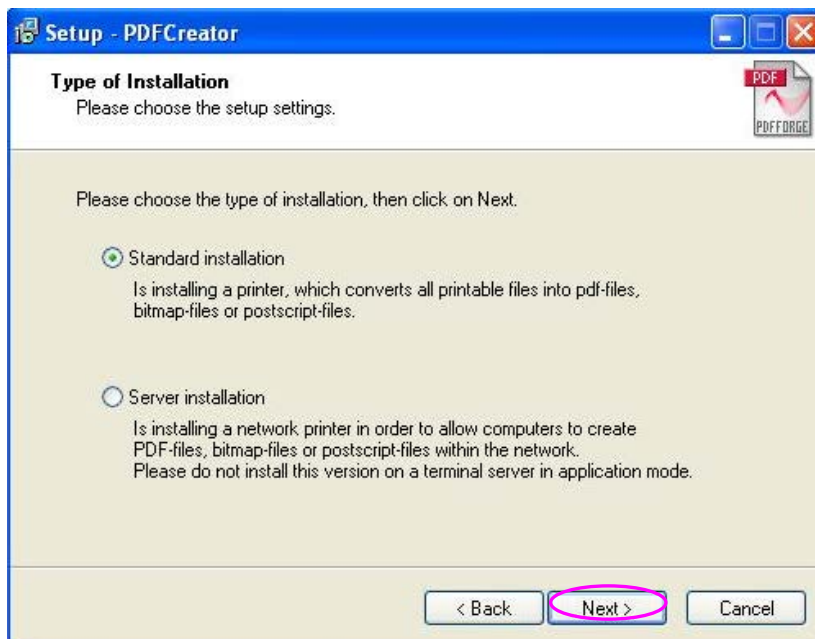 Setup - PDFCreator
Type of Installation
Please choose the setup settings.
PDF
PDFFORGE
Please choose the type of installation, then click on Next.
Standard installation
Is installing a printer, which converts all printable files into pdf-files,
bitmap-files or postscript-files.
Server installation
Is installing a network printer in order to allow computers to create
PDF-files, bitmap-files or postscript-files within the network.
Please do not install this version on a terminal server in application mode.
< Back
Next >
Cancel